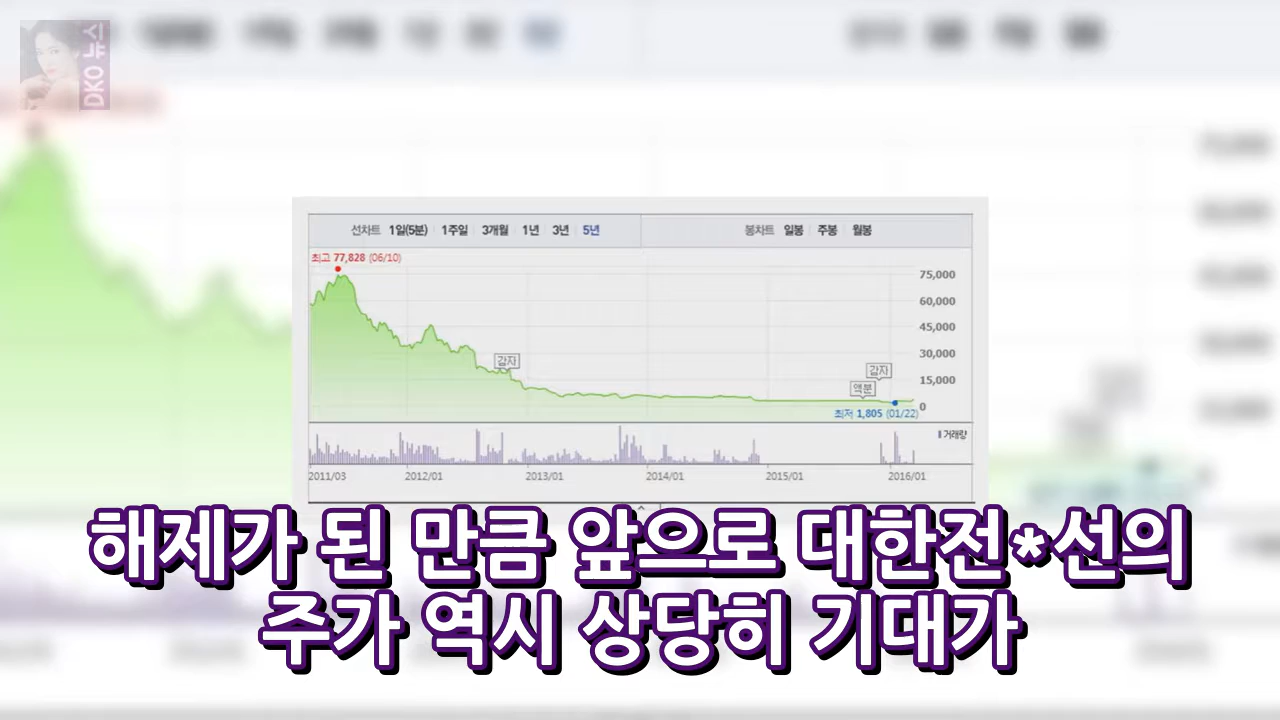 DKO 뉴스
선차트 1일(5분) 1주일 3개월 1년 3년 5년 봉차트 일봉 주봉 월봉
최고 77,828 (06/10)
75,000
60,000
45,000
30,000
감자
감자
15,000
액분
0
최저 1,805 (01/22)
거래량
2011/03 2012/01 2013/01 2014/01 2015/01 2016/01
해제가 된 만큼 앞으로 대한전*선의
주가 역시 상당히 기대가